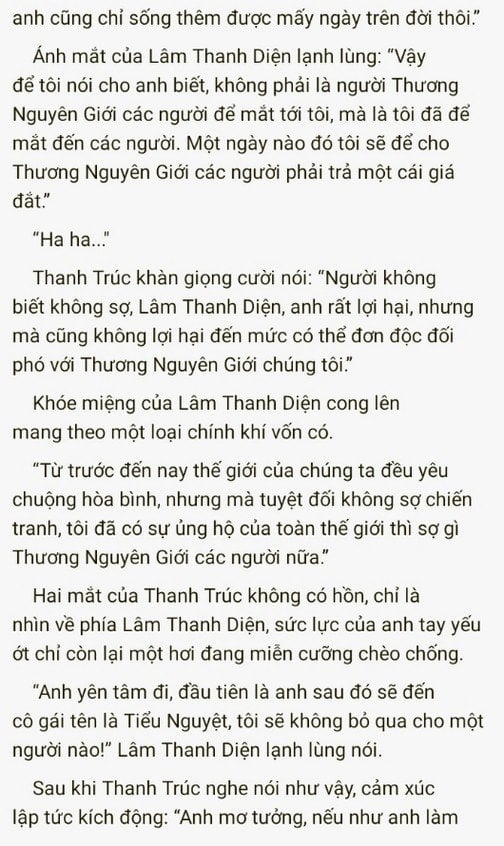 anh cũng chỉ sống thêm được mấy ngày trên đời thôi.”
Ánh mắt của Lâm Thanh Diện lạnh lùng: “Vậy
để tôi nói cho anh biết, không phải là người Thương
Nguyên Giới các người để mắt tới tôi, mà là tôi đã để
mắt đến các người. Một ngày nào đó tôi sẽ để cho
Thương Nguyên Giới các người phải trả một cái giá
đắt.”
“Ha ha..."
Thanh Trúc khàn giọng cười nói: “Người không
biết không sợ, Lâm Thanh Diện, anh rất lợi hại, nhưng
mà cũng không lợi hại đến mức có thể đơn độc đối
phó với Thương Nguyên Giới chúng tôi.”
Khóe miệng của Lâm Thanh Diện cong lên
mang theo một loại chính khí vốn có.
“Từ trước đến nay thế giới của chúng ta đều yêu
chuộng hòa bình, nhưng mà tuyệt đối không sợ chiến
tranh, tôi đã có sự ủng hộ của toàn thế giới thì sợ gì
Thương Nguyên Giới các người nữa.”
Hai mắt của Thanh Trúc không có hồn, chỉ là
nhìn về phía Lâm Thanh Diện, sức lực của anh tay yếu
ớt chỉ còn lại một hơi đang miễn cưỡng chèo chống.
“Anh yên tâm đi, đầu tiên là anh sau đó sẽ đến
cô gái tên là Tiểu Nguyệt, tôi sẽ không bỏ qua cho một
người nào!” Lâm Thanh Diện lạnh lùng nói.
Sau khi Thanh Trúc nghe nói như vậy, cảm xúc
lập tức kích động: “Anh mơ tưởng, nếu như anh làm